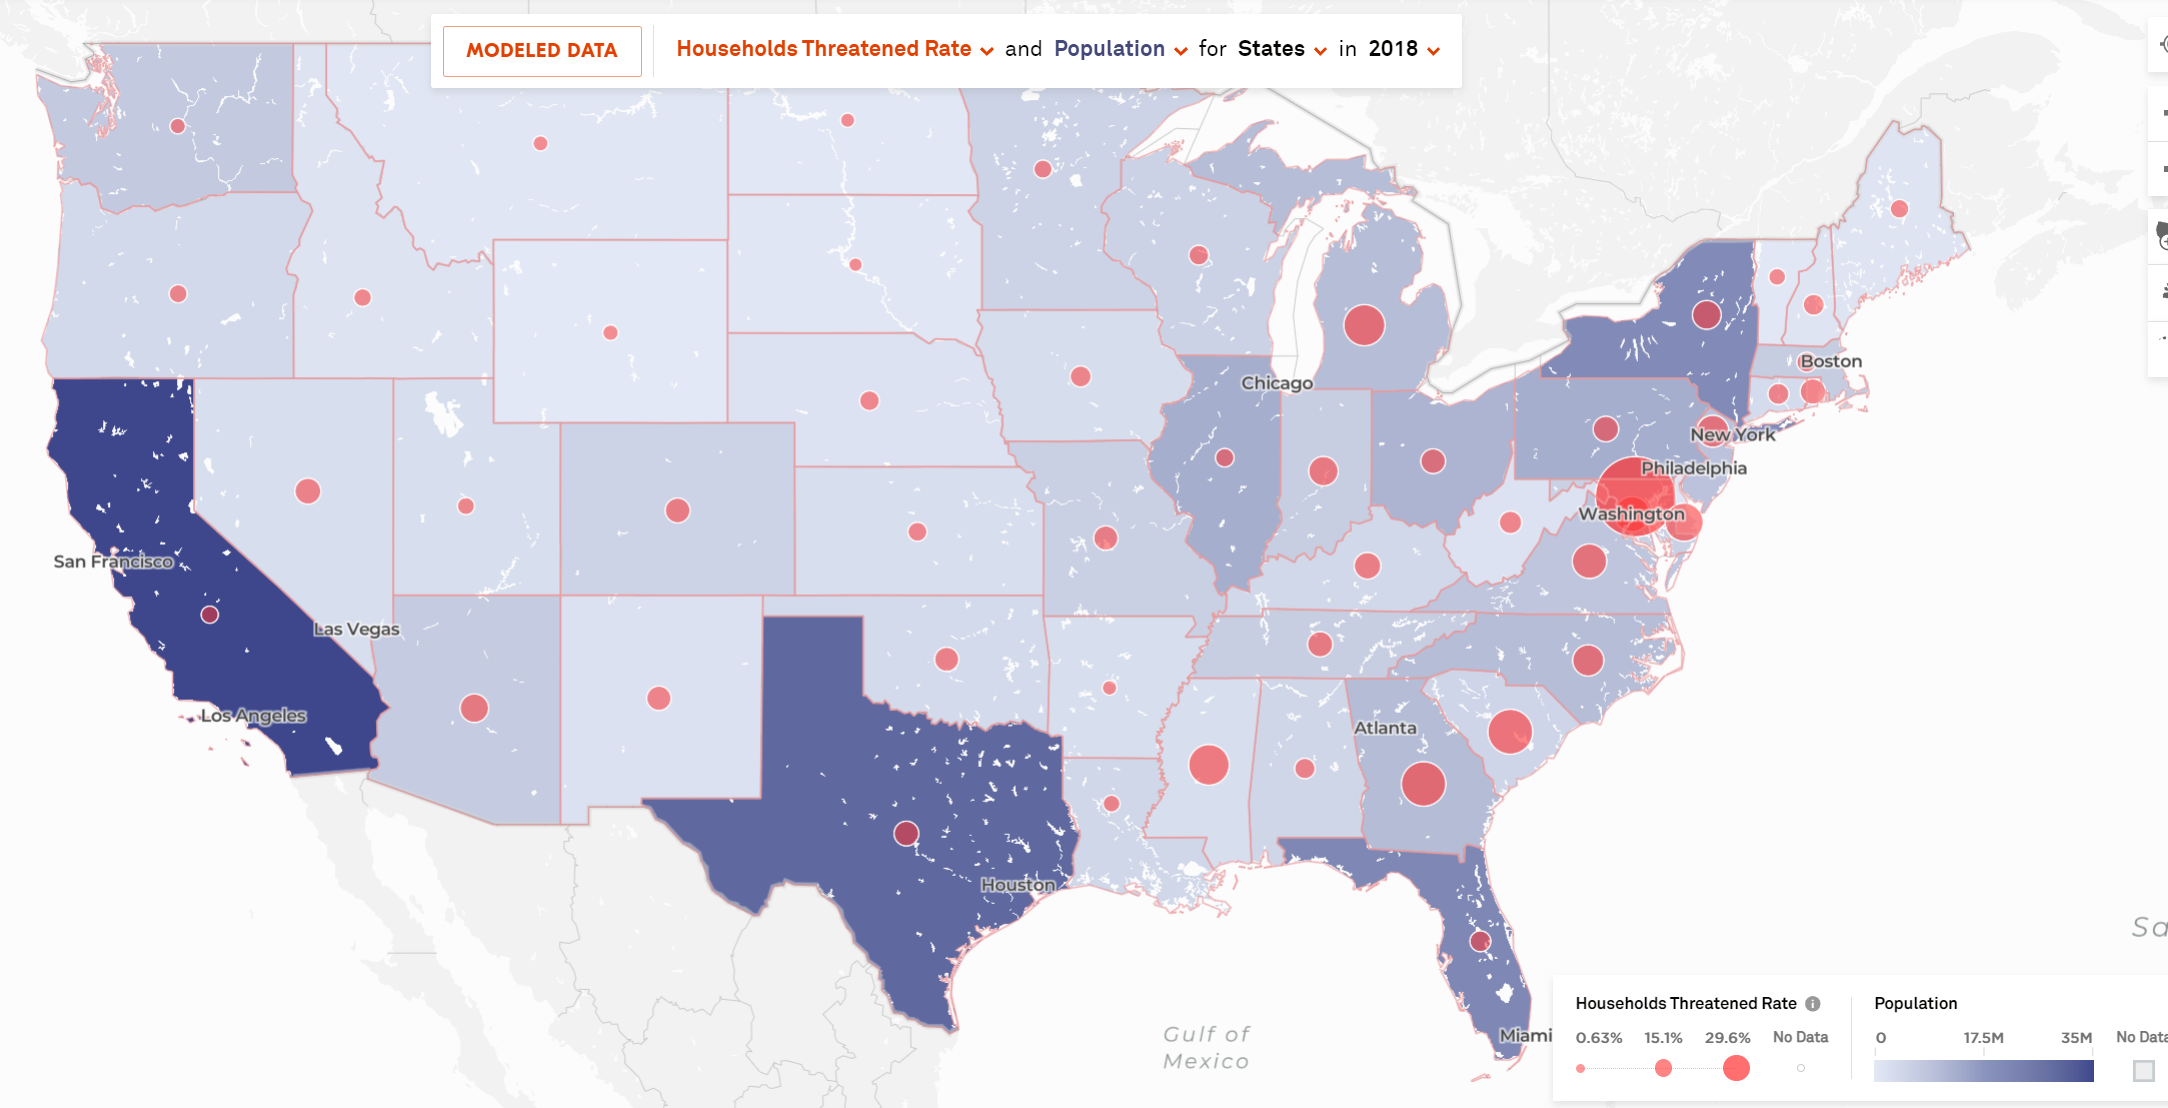 MODELED DATA
Households Threatened Rate and Population for States in 2018
Chicago
Boston
New York
Philadelphia
Washington
San Francisco
Las Vegas
Los Angeles
Atlanta
Houston
Miami
Gulf of
Mexico
Sa
Households Threatened Rate i
0.63% 15.1% 29.6% No Data
Population
0 17.5M 35M No Data